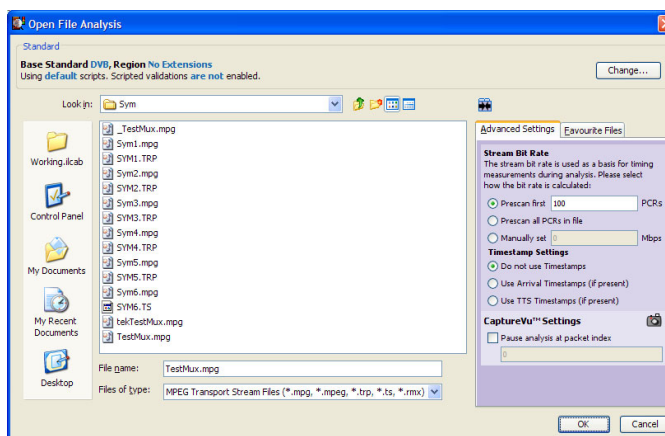 Open File Analysis
Standard
Base Standard DVB, Region No Extensions
Using default scripts. Scripted validations are not enabled.
Change...
Look in:
Sym
Working.ilcab
Control Panel
My Documents
My Recent
Documents
Desktop
_TestMux.mpg
Sym1.mpg
SYM1.TRP
Sym2.mpg
SYM2.TRP
Sym3.mpg
SYM3.TRP
Sym4.mpg
SYM4.TRP
Sym5.mpg
SYM5.TRP
Sym6.mpg
SYM6.TS
tekTestMux.mpg
TestMux.mpg
File name:
TestMux.mpg
Files of type:
MPEG Transport Stream Files (*.mpg, *.mpeg, *.trp, *.ts, *.rmx)
Advanced Settings
Favourite Files
Stream Bit Rate
The stream bit rate is used as a basis for timing
measurements during analysis. Please select
how the bit rate is calculated:
Prescan first 100 PCRs
Prescan all PCRs in file
Manually set 0 Mbps
Timestamp Settings
Do not use Timestamps
Use Arrival Timestamps (if present)
Use TTS Timestamps (if present)
CaptureVu™ Settings
Pause analysis at packet index
0
OK
Cancel